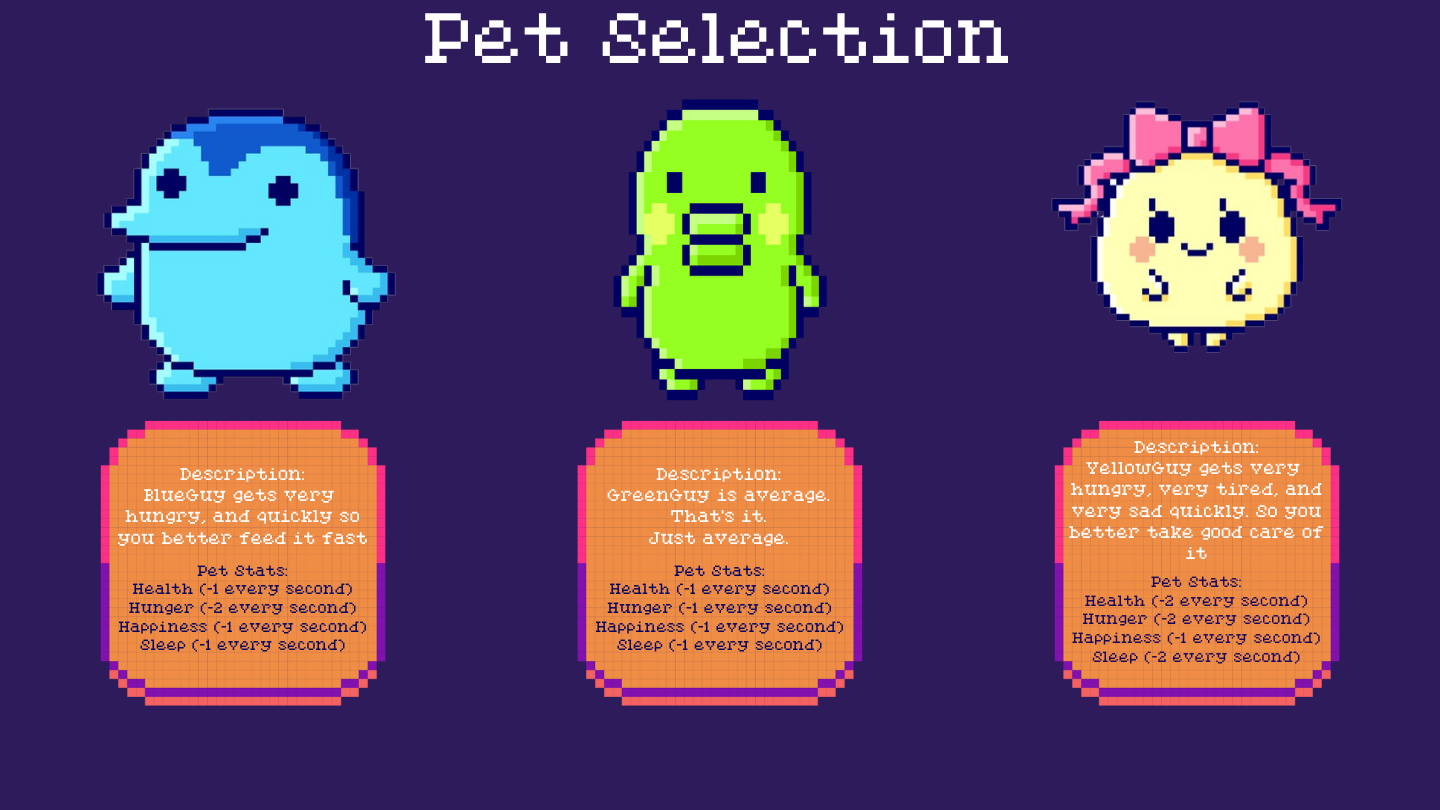 Pet Selection
Description:
BlueGuy gets very
hungry, and quickly so
you better feed it fast
Pet Stats:
Health (-1 every second)
Hunger (-2 every second)
Happiness (-1 every second)
Sleep (-1 every second)
Description:
GreenGuy is average.
That's it.
Just average.
Pet Stats:
Health (-1 every second)
Hunger (-1 every second)
Happiness (-1 every second)
Sleep (-1 every second)
Description:
YellowGuy gets very
hungry, very tired, and
very sad quickly. So you
better take good care of
it
Pet Stats:
Health (-2 every second)
Hunger (-2 every second)
Happiness (-1 every second)
Sleep (-2 every second)